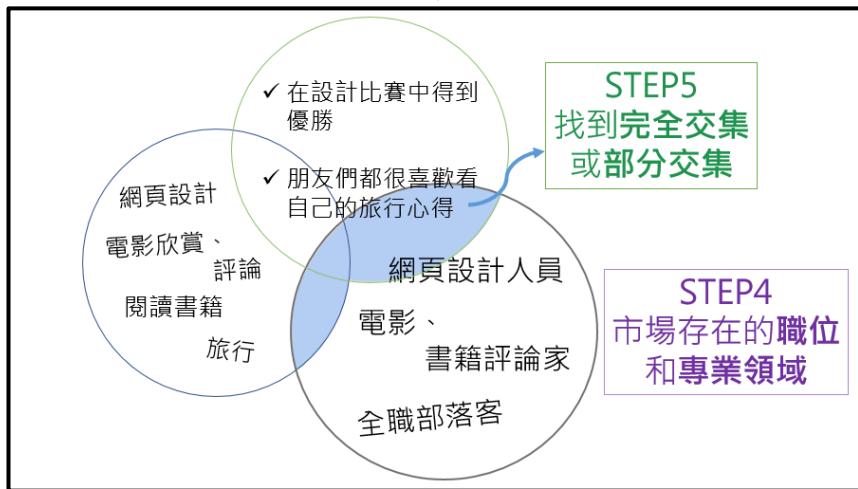 ✓ 在設計比賽中得到
優勝
✓ 朋友們都很喜歡看
自己的旅行心得
網頁設計
電影欣賞、
評論
閱讀書籍
旅行
網頁設計人員
電影、
書籍評論家
全職部落客
STEP5
找到完全交集
或部分交集
STEP4
市場存在的職位
和專業領域